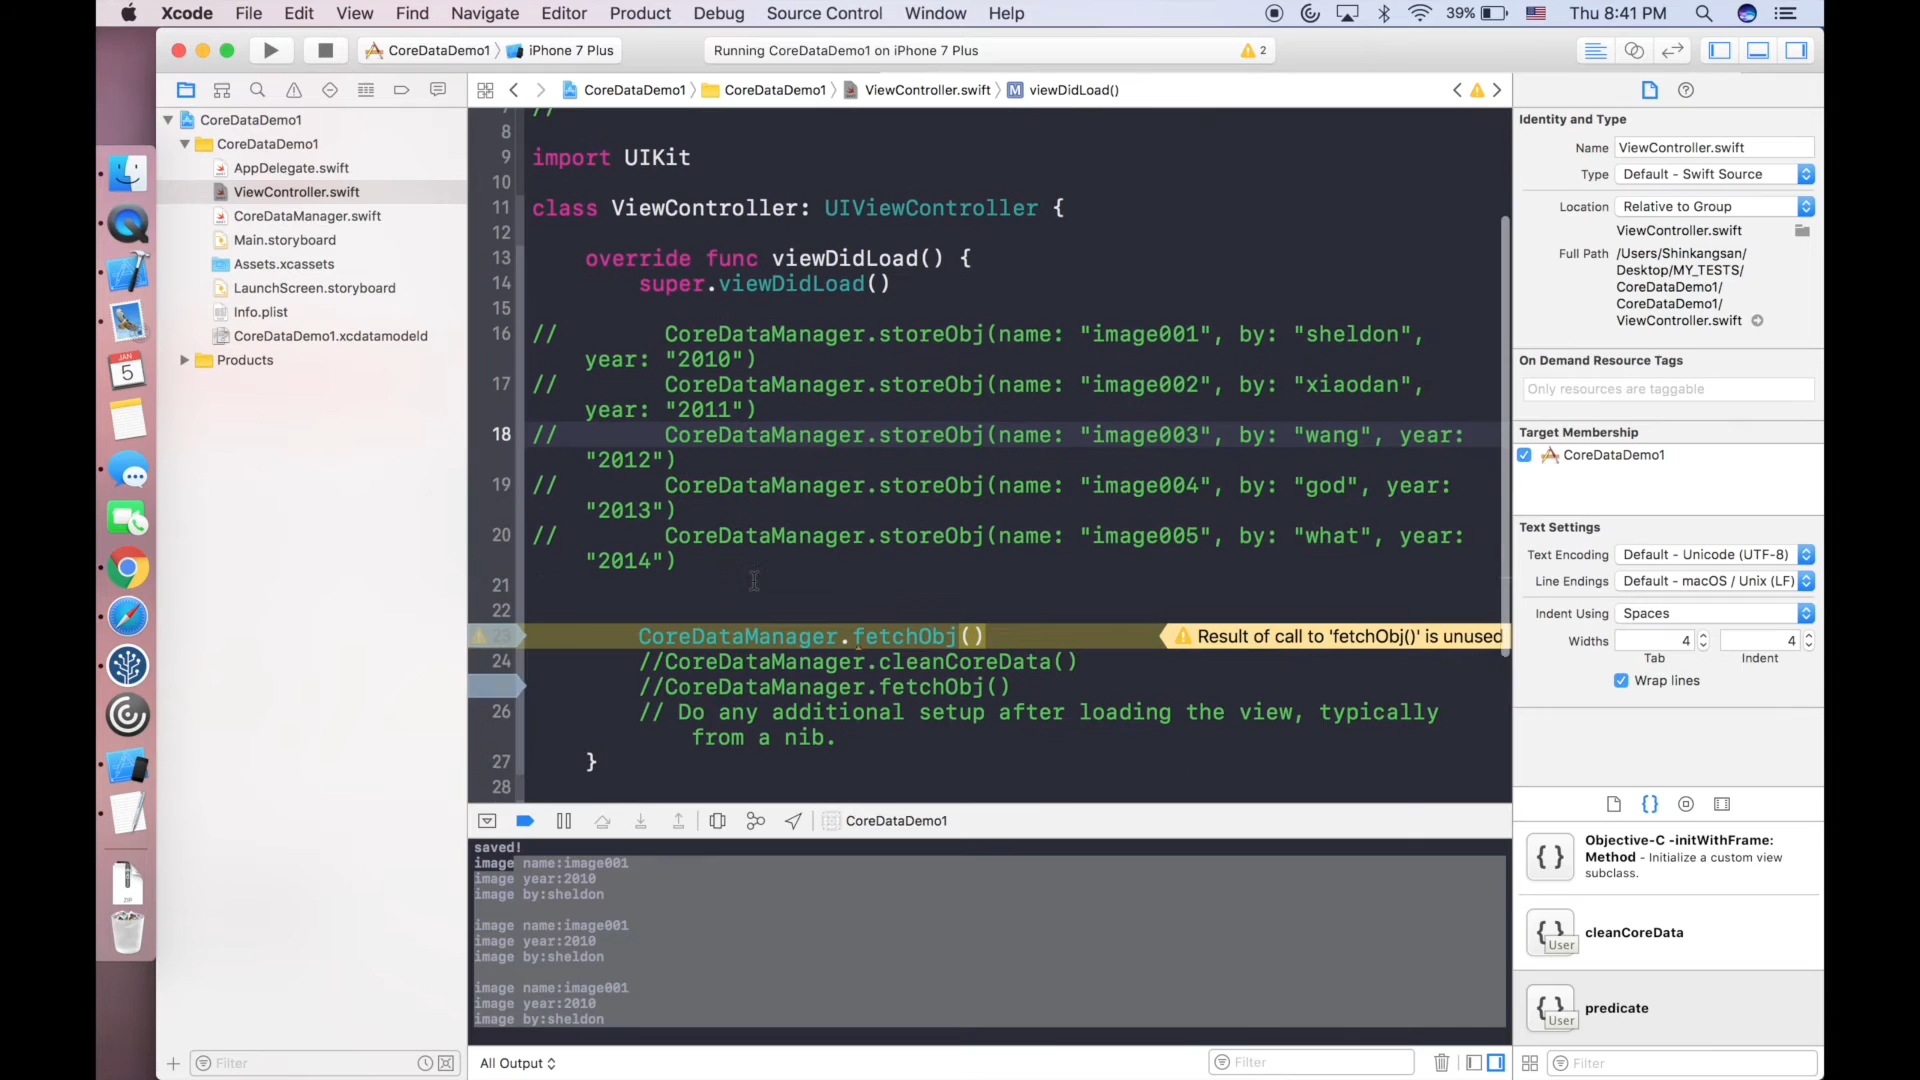 Xcode File Edit View Find Navigate Editor Product Debug Source Control Window Help 39% Thu 8:41 PM
CoreDataDemo1 iPhone 7 Plus Running CoreDataDemo1 on iPhone 7 Plus 2
CoreDataDemo1 CoreDataDemo1 ViewController.swift M viewDidLoad()
CoreDataDemo1
CoreDataDemo1
AppDelegate.swift
ViewController.swift
CoreDataManager.swift
Main.storyboard
Assets.xcassets
LaunchScreen.storyboard
Info.plist
CoreDataDemo1.xcdatamodeld
Products
Filter
JAN
5
ZIP
7 //
8
9 import UIKit
10
11 class ViewController: UIViewController {
12
13 override func viewDidLoad() {
14 super.viewDidLoad()
15
16 // CoreDataManager.storeObj(name: "image001", by: "sheldon",
year: "2010")
17 // CoreDataManager.storeObj(name: "image002", by: "xiaodan",
year: "2011")
18 // CoreDataManager.storeObj(name: "image003", by: "wang", year:
"2012")
19 // CoreDataManager.storeObj(name: "image004", by: "god", year:
"2013")
20 // CoreDataManager.storeObj(name: "image005", by: "what", year:
"2014")
21
22
23 CoreDataManager.fetchObj() Result of call to 'fetchObj()' is unused
24 //CoreDataManager.cleanCoreData()
//CoreDataManager.fetchObj()
26 // Do any additional setup after loading the view, typically
from a nib.
27 }
28
CoreDataDemo1
saved!
image name:image001
image year:2010
image by:sheldon
image name:image001
image year:2010
image by:sheldon
image name:image001
image year:2010
image by:sheldon
All Output
Filter
Identity and Type
Name ViewController.swift
Type Default - Swift Source
Location Relative to Group
ViewController.swift
Full Path /Users/Shinkangsan/
Desktop/MY_TESTS/
CoreDataDemo1/
CoreDataDemo1/
ViewController.swift
On Demand Resource Tags
Only resources are taggable
Target Membership
CoreDataDemo1
Text Settings
Text Encoding Default - Unicode (UTF-8)
Line Endings Default - macOS / Unix (LF)
Indent Using Spaces
Widths 4 4
Tab Indent
Wrap lines
{}
{ } Objective-C -initWithFrame:
Method - Initialize a custom view
subclass.
{ } User cleanCoreData
{ } User predicate
Filter